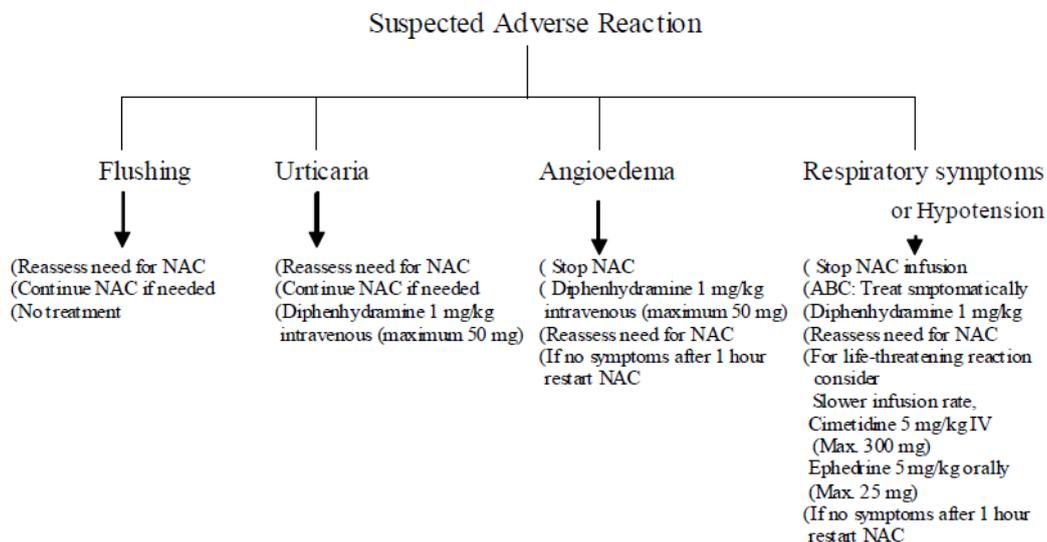 Suspected Adverse Reaction
Flushing
(Reassess need for NAC
(Continue NAC if needed
(No treatment
Urticaria
(Reassess need for NAC
(Continue NAC if needed
(Diphenhydramine 1 mg/kg
intravenous (maximum 50 mg)
Angioedema
( Stop NAC
( Diphenhydramine 1 mg/kg
intravenous (maximum 50 mg)
(Reassess need for NAC
(If no symptoms after 1 hour
restart NAC
Respiratory symptoms
or Hypotension
( Stop NAC infusion
(ABC: Treat smptomatically
(Diphenhydramine 1 mg/kg
(Reassess need for NAC
(For life-threatening reaction
consider
Slower infusion rate,
Cimetidine 5 mg/kg IV
(Max. 300 mg)
Ephedrine 5 mg/kg orally
(Max. 25 mg)
(If no symptoms after 1 hour
restart NAC